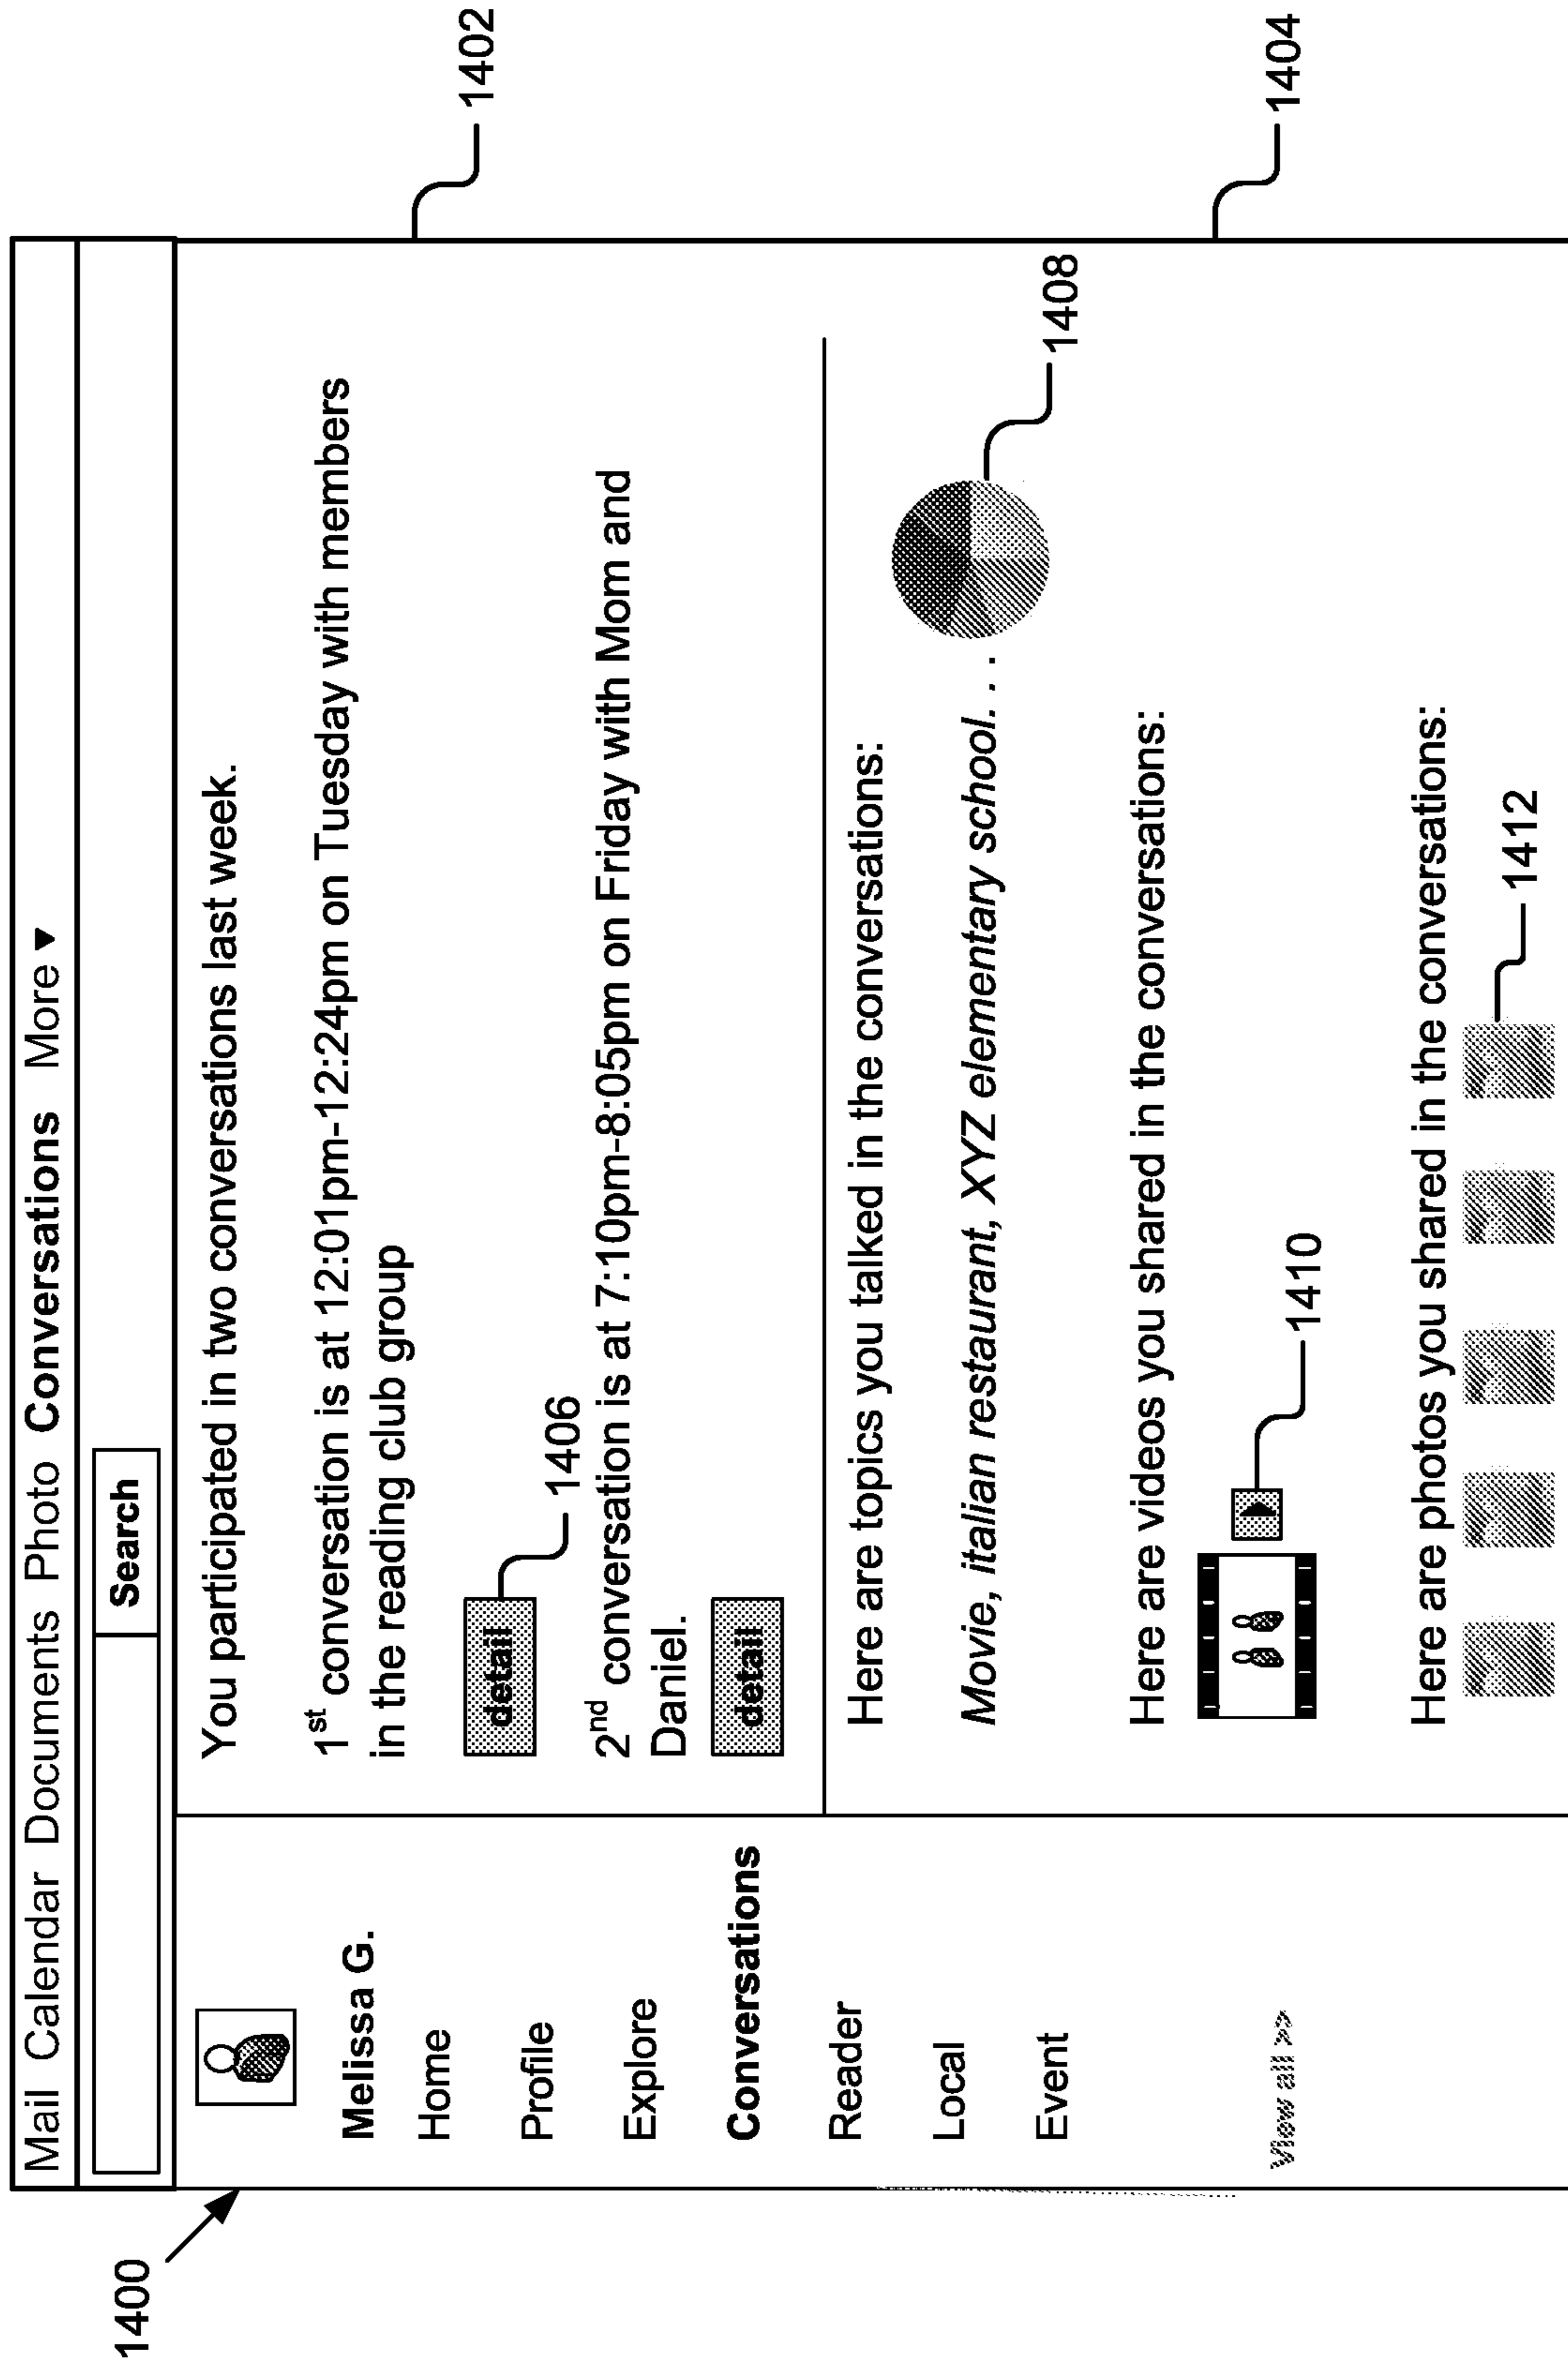 1400
Mail Calendar Documents Photo Conversations More ▼
Search
Melissa G.
Home
Profile
Explore
Conversations
Reader
Local
Event
View all >>
You participated in two conversations last week.
1st conversation is at 12:01pm-12:24pm on Tuesday with members
in the reading club group
detail
1406
2nd conversation is at 7:10pm-8:05pm on Friday with Mom and
Daniel.
detail
1402
Here are topics you talked in the conversations:
Movie, italian restaurant, XYZ elementary school. . .
1408
Here are videos you shared in the conversations:
1410
1404
Here are photos you shared in the conversations:
1412